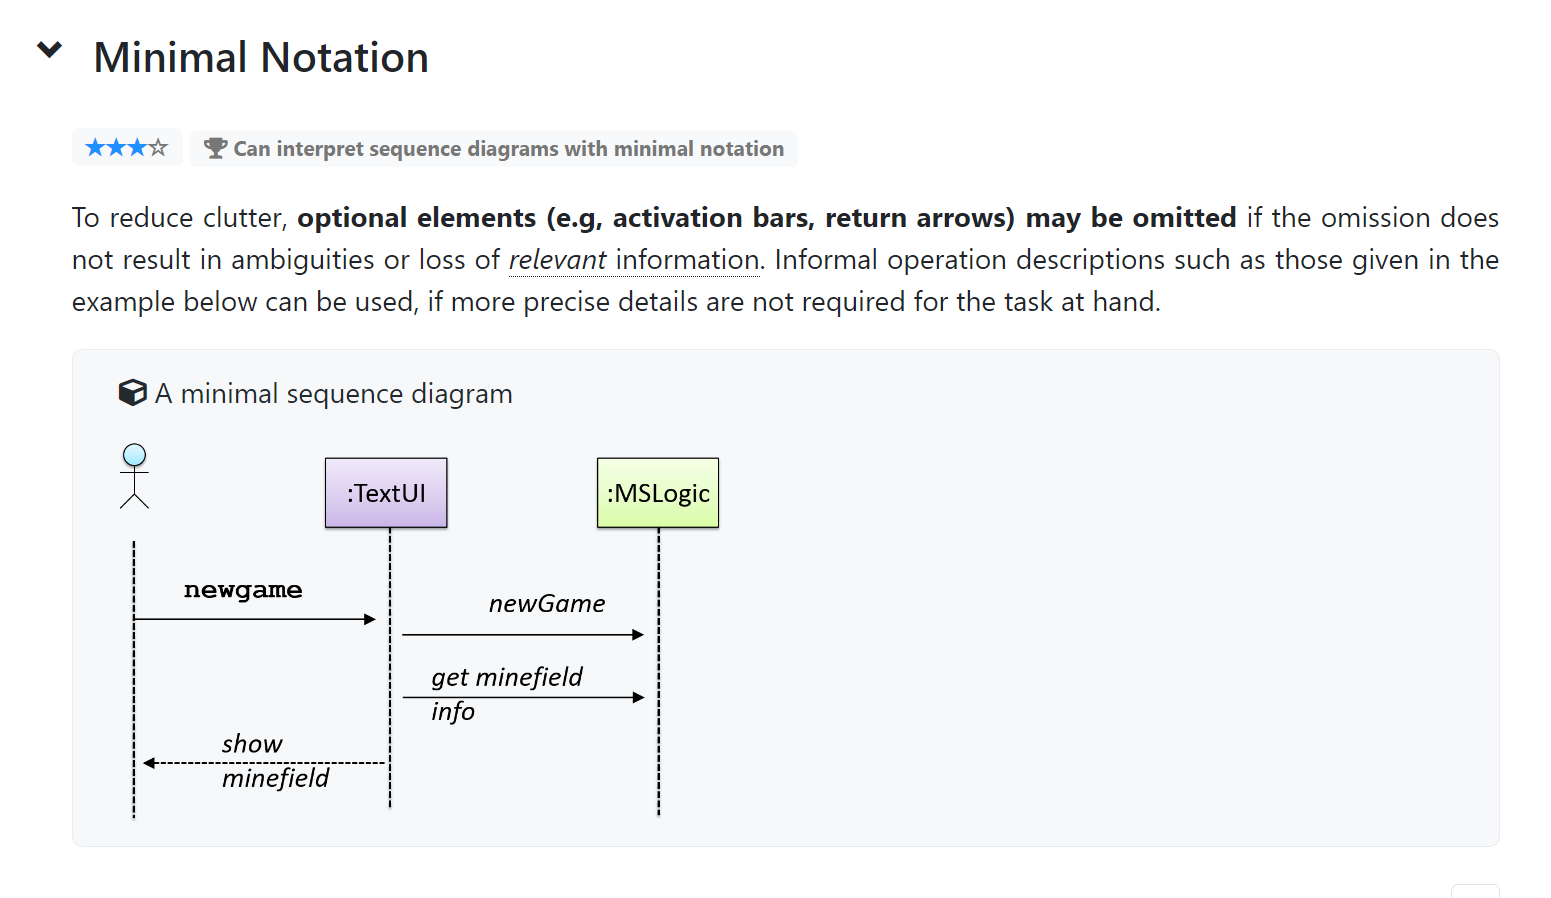 Minimal Notation
★★★☆ Can interpret sequence diagrams with minimal notation
To reduce clutter, optional elements (e.g, activation bars, return arrows) may be omitted if the omission does
not result in ambiguities or loss of relevant information. Informal operation descriptions such as those given in the
example below can be used, if more precise details are not required for the task at hand.
A minimal sequence diagram
:TextUI
:MSLogic
newgame
newGame
get minefield
info
show
minefield